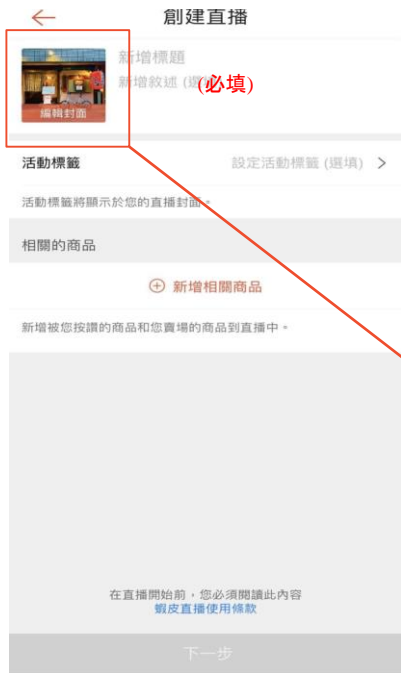 創建直播
新增標題
新增敘述 (選
(必填)
編輯封面
活動標籤
設定活動標籤 (選填) >
活動標籤將顯示於您的直播封面。
相關的商品
新增相關商品
新增被您按讚的商品和您賣場的商品到直播中。
在直播開始前，您必須閱讀此內容
蝦皮直播使用條款
下一步